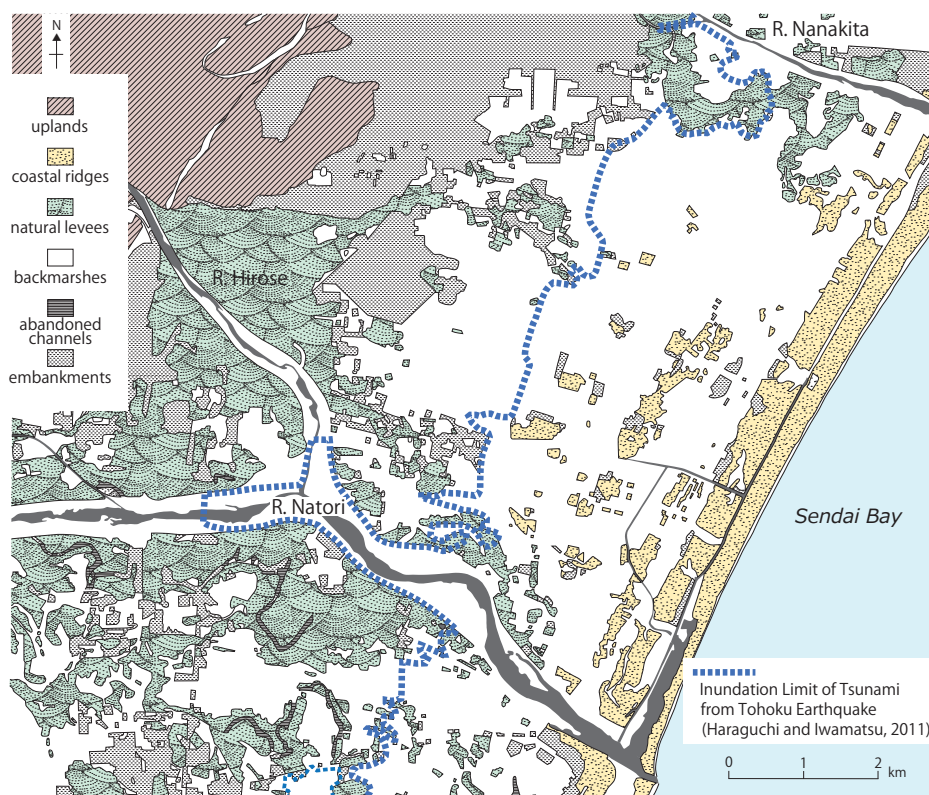 N
R. Nanakita
uplands
coastal ridges
natural levees
backmarshes
abandoned
channels
embankments
R. Hirose
R. Natori
Sendai Bay
Inundation Limit of Tsunami
from Tohoku Earthquake
(Haraguchi and Iwamatsu, 2011)
0 1 2 km